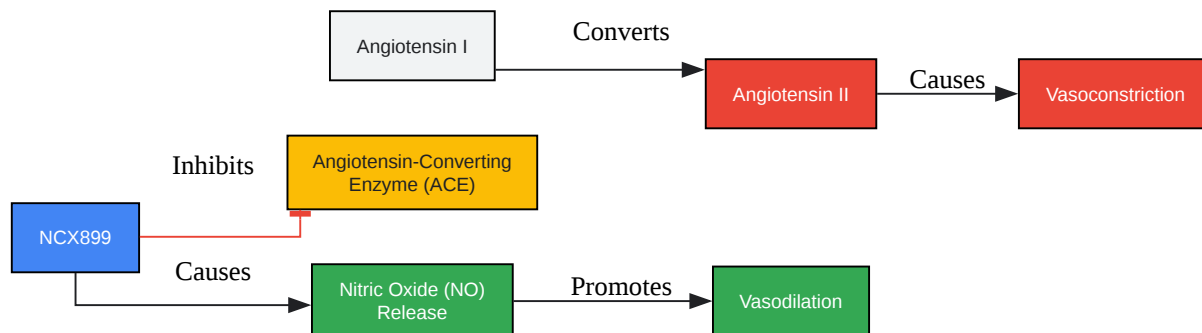 Angiotensin I
Converts
Angiotensin II
Causes
Vasoconstriction
Inhibits
Angiotensin-Converting
Enzyme (ACE)
NCX899
Causes
Nitric Oxide (NO)
Release
Promotes
Vasodilation